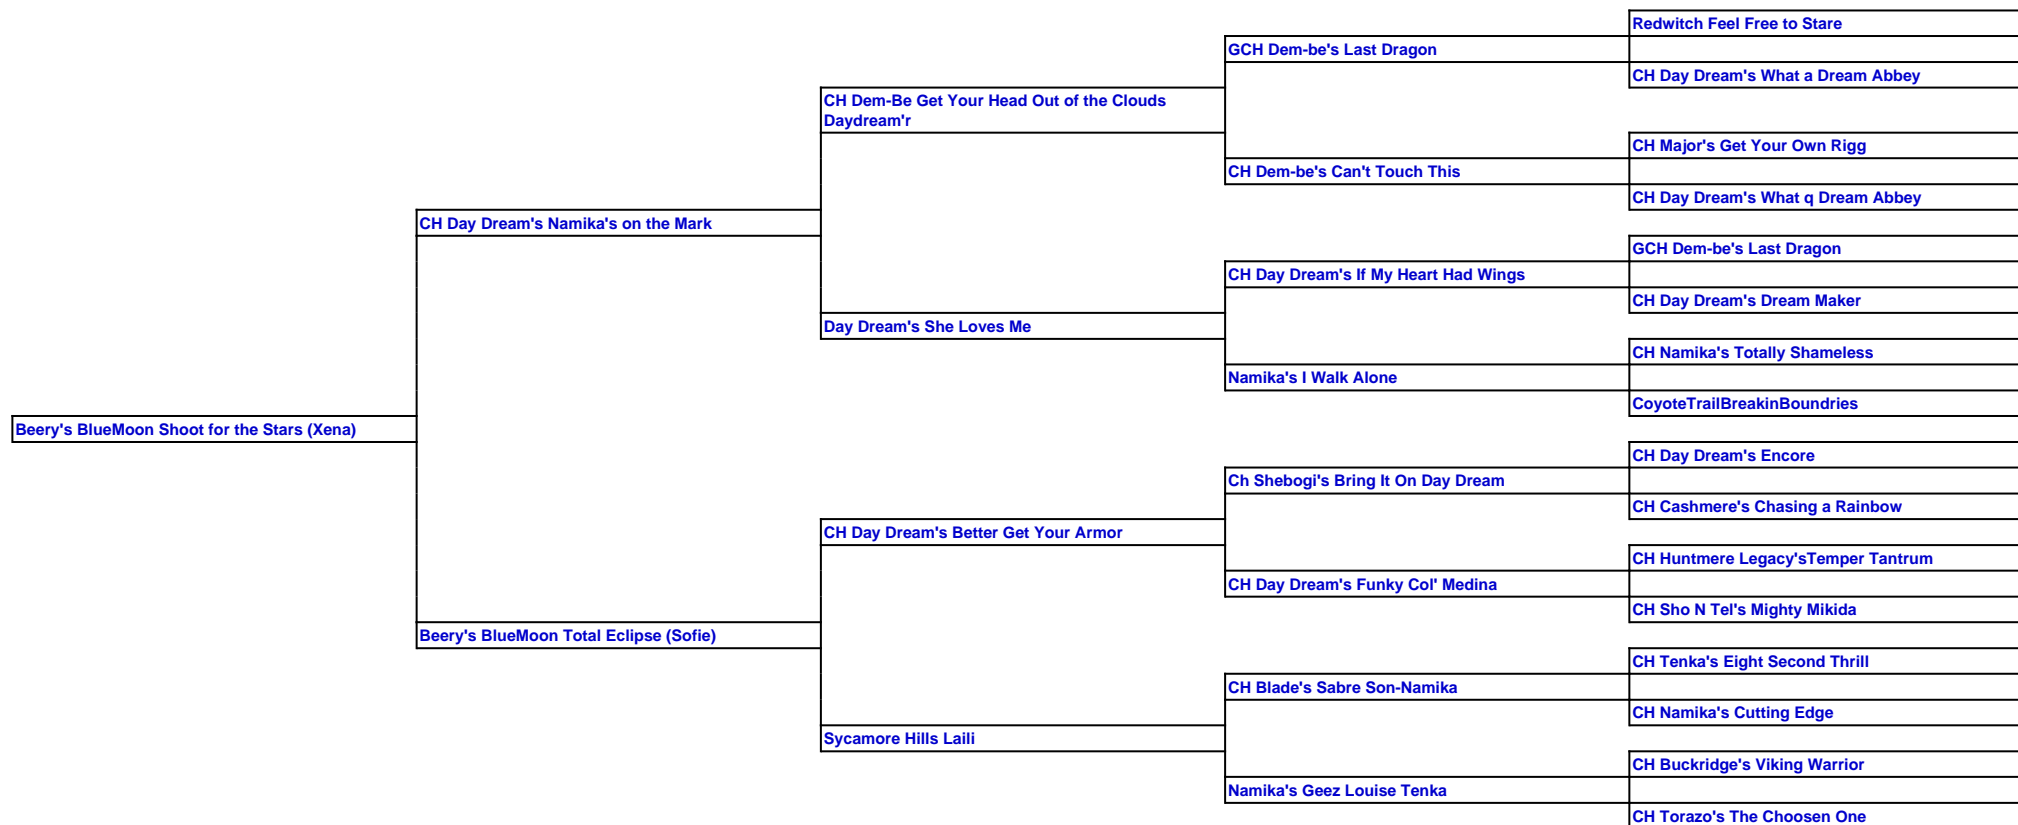 Redwitch Feel Free to Stare
GCH Dem-be's Last Dragon
CH Day Dream's What a Dream Abbey
CH Dem-Be Get Your Head Out of the Clouds
Daydream'r
CH Major's Get Your Own Rigg
CH Dem-be's Can't Touch This
CH Day Dream's What q Dream Abbey
CH Day Dream's Namika's on the Mark
GCH Dem-be's Last Dragon
CH Day Dream's If My Heart Had Wings
CH Day Dream's Dream Maker
Day Dream's She Loves Me
CH Namika's Totally Shameless
Namika's I Walk Alone
CoyoteTrailBreakinBoundries
Beery's BlueMoon Shoot for the Stars (Xena)
CH Day Dream's Encore
Ch Shebogi's Bring It On Day Dream
CH Cashmere's Chasing a Rainbow
CH Day Dream's Better Get Your Armor
CH Huntmere Legacy'sTemper Tantrum
CH Day Dream's Funky Col' Medina
CH Sho N Tel's Mighty Mikida
Beery's BlueMoon Total Eclipse (Sofie)
CH Tenka's Eight Second Thrill
CH Blade's Sabre Son-Namika
CH Namika's Cutting Edge
Sycamore Hills Laili
CH Buckridge's Viking Warrior
Namika's Geez Louise Tenka
CH Torazo's The Choosen One